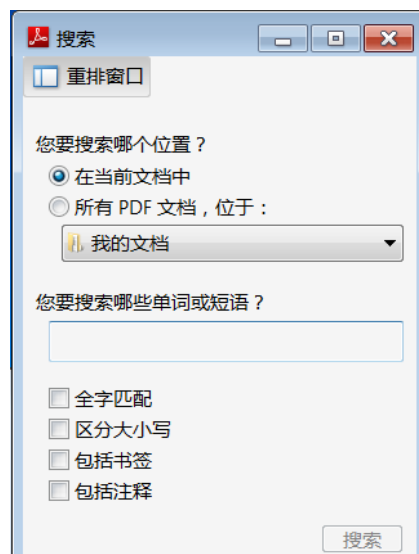 搜索
重排窗口
您要搜索哪个位置？
在当前文档中
所有 PDF 文档，位于：
我的文档
您要搜索哪些单词或短语？
全字匹配
区分大小写
包括书签
包括注释
搜索